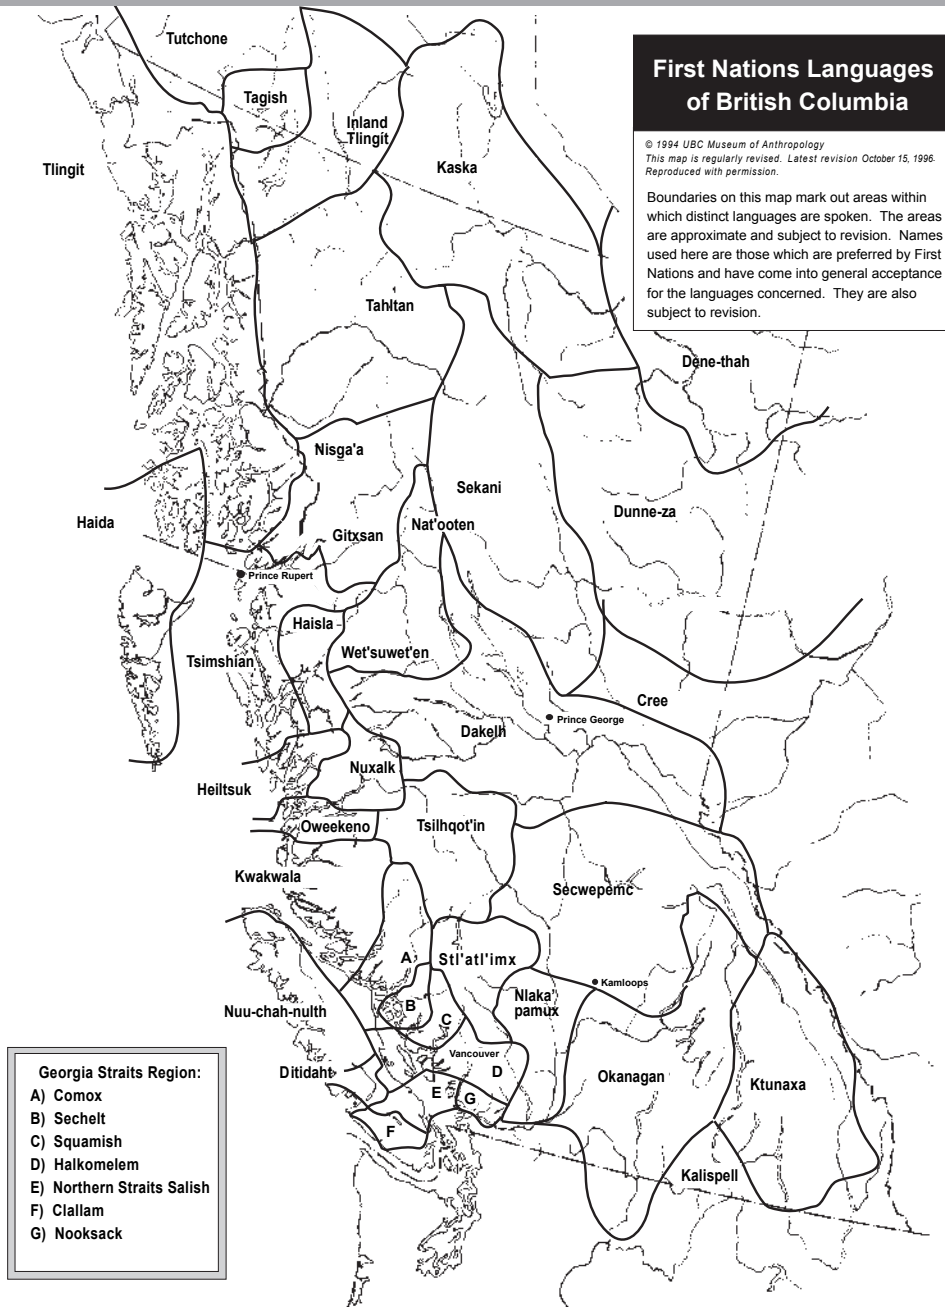 First Nations Languages
of British Columbia
© 1994 UBC Museum of Anthropology
This map is regularly revised. Latest revision October 15, 1996.
Reproduced with permission.
Boundaries on this map mark out areas within
which distinct languages are spoken. The areas
are approximate and subject to revision. Names
used here are those which are preferred by First
Nations and have come into general acceptance
for the languages concerned. They are also
subject to revision.
Tutchone
Tagish
Inland
Tlingit
Tlingit
Kaska
Tahltan
Dene-thah
Nisg̲a'a
Sekani
Haida
Dunne-za
Nat'ooten
Gitxsan
Prince Rupert
Haisla
Wet'suwet'en
Tsimshian
Cree
Prince George
Dakelh
Nuxalk
Heiltsuk
Oweekeno
Tsilhqot'in
Kwakwala
Secwepemc
A
Stl'atl'imx
Kamloops
Nlaka'
pamux
B
Nuu-chah-nulth
C
Vancouver
Ditidaht
D
Okanagan
Ktunaxa
E
G
F
Kalispell
Georgia Straits Region:
A) Comox
B) Sechelt
C) Squamish
D) Halkomelem
E) Northern Straits Salish
F) Clallam
G) Nooksack